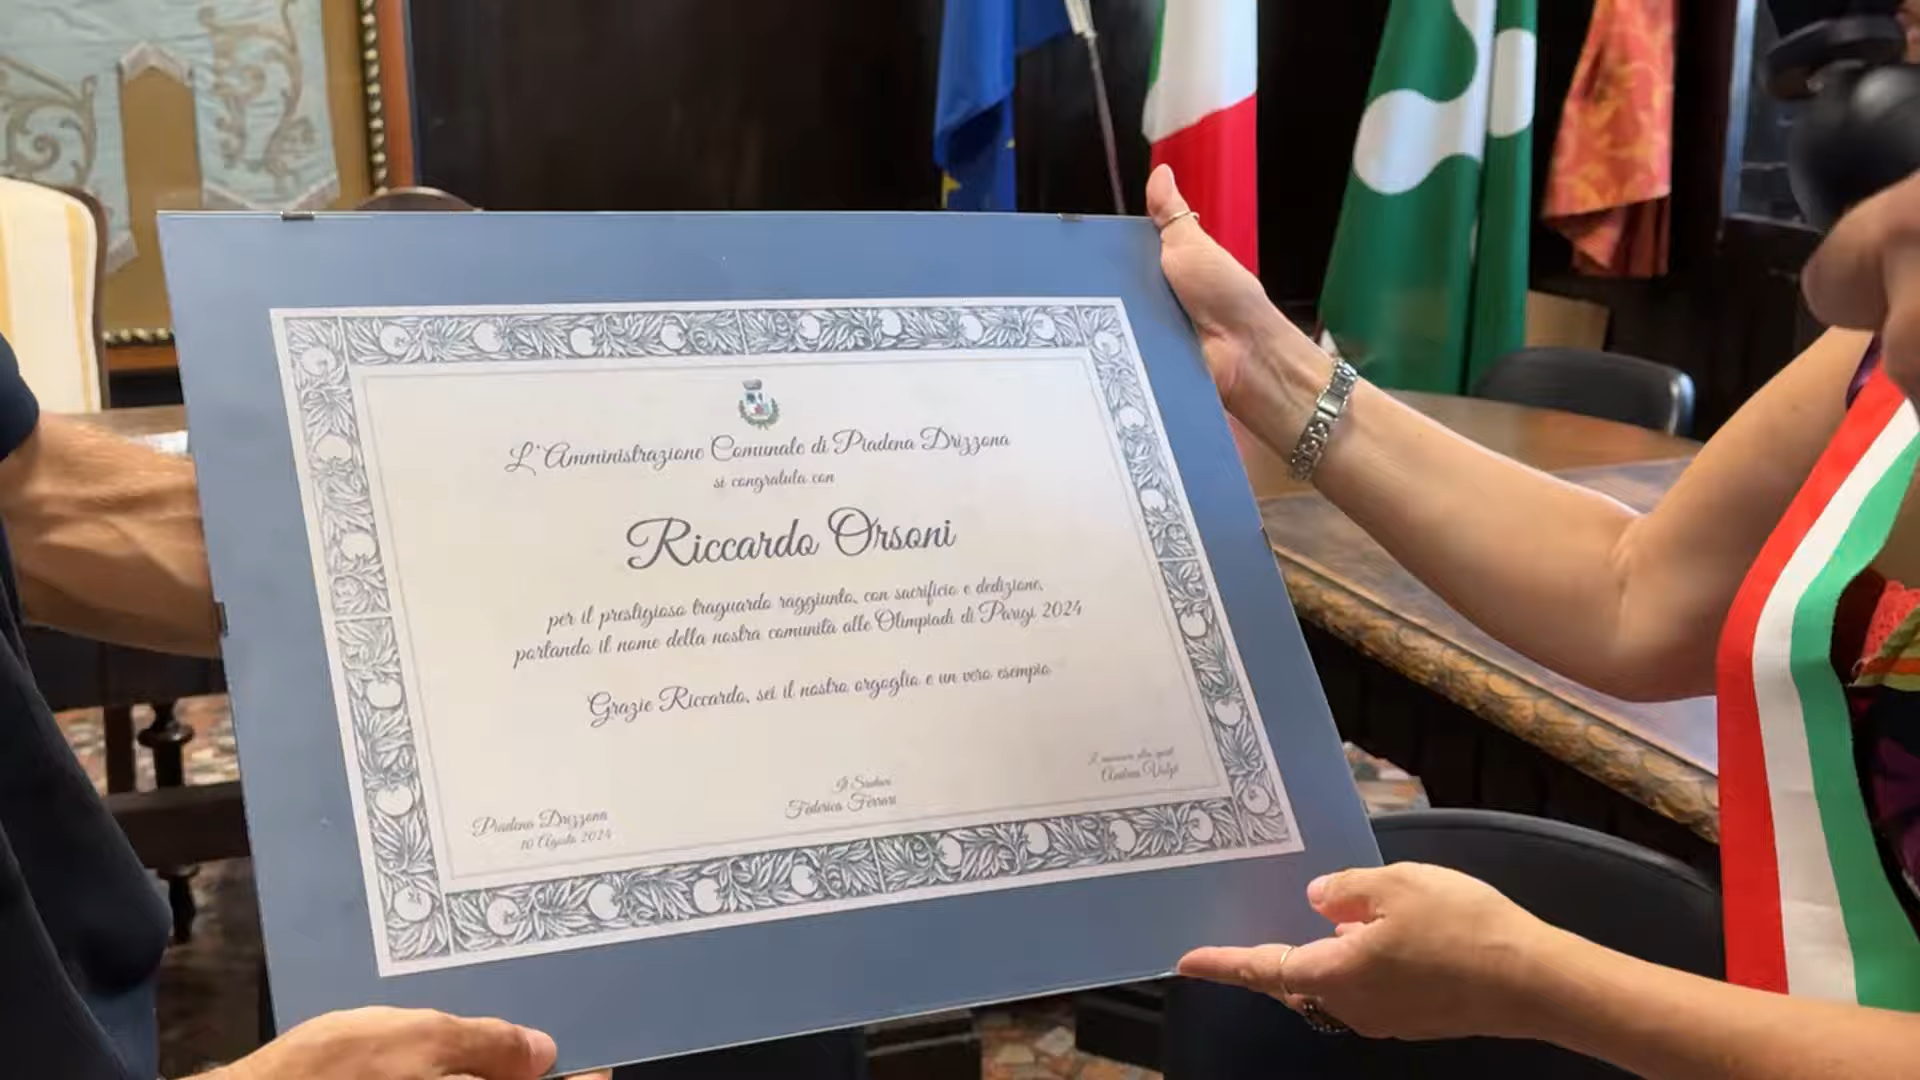 L'Amministrazione Comunale di Piadena Drizzona
si congratula con
Riccardo Orsoni
per il prestigioso traguardo raggiunto, con sacrificio e dedizione,
portando il nome della nostra comunità alle Olimpiadi di Parigi 2024
Grazie Riccardo, sei il nostro orgoglio e un vero esempio
Il Sindaco
Federica Ferrari
Andrea Volpi
Piadena Drizzona
10 Agosto 2024